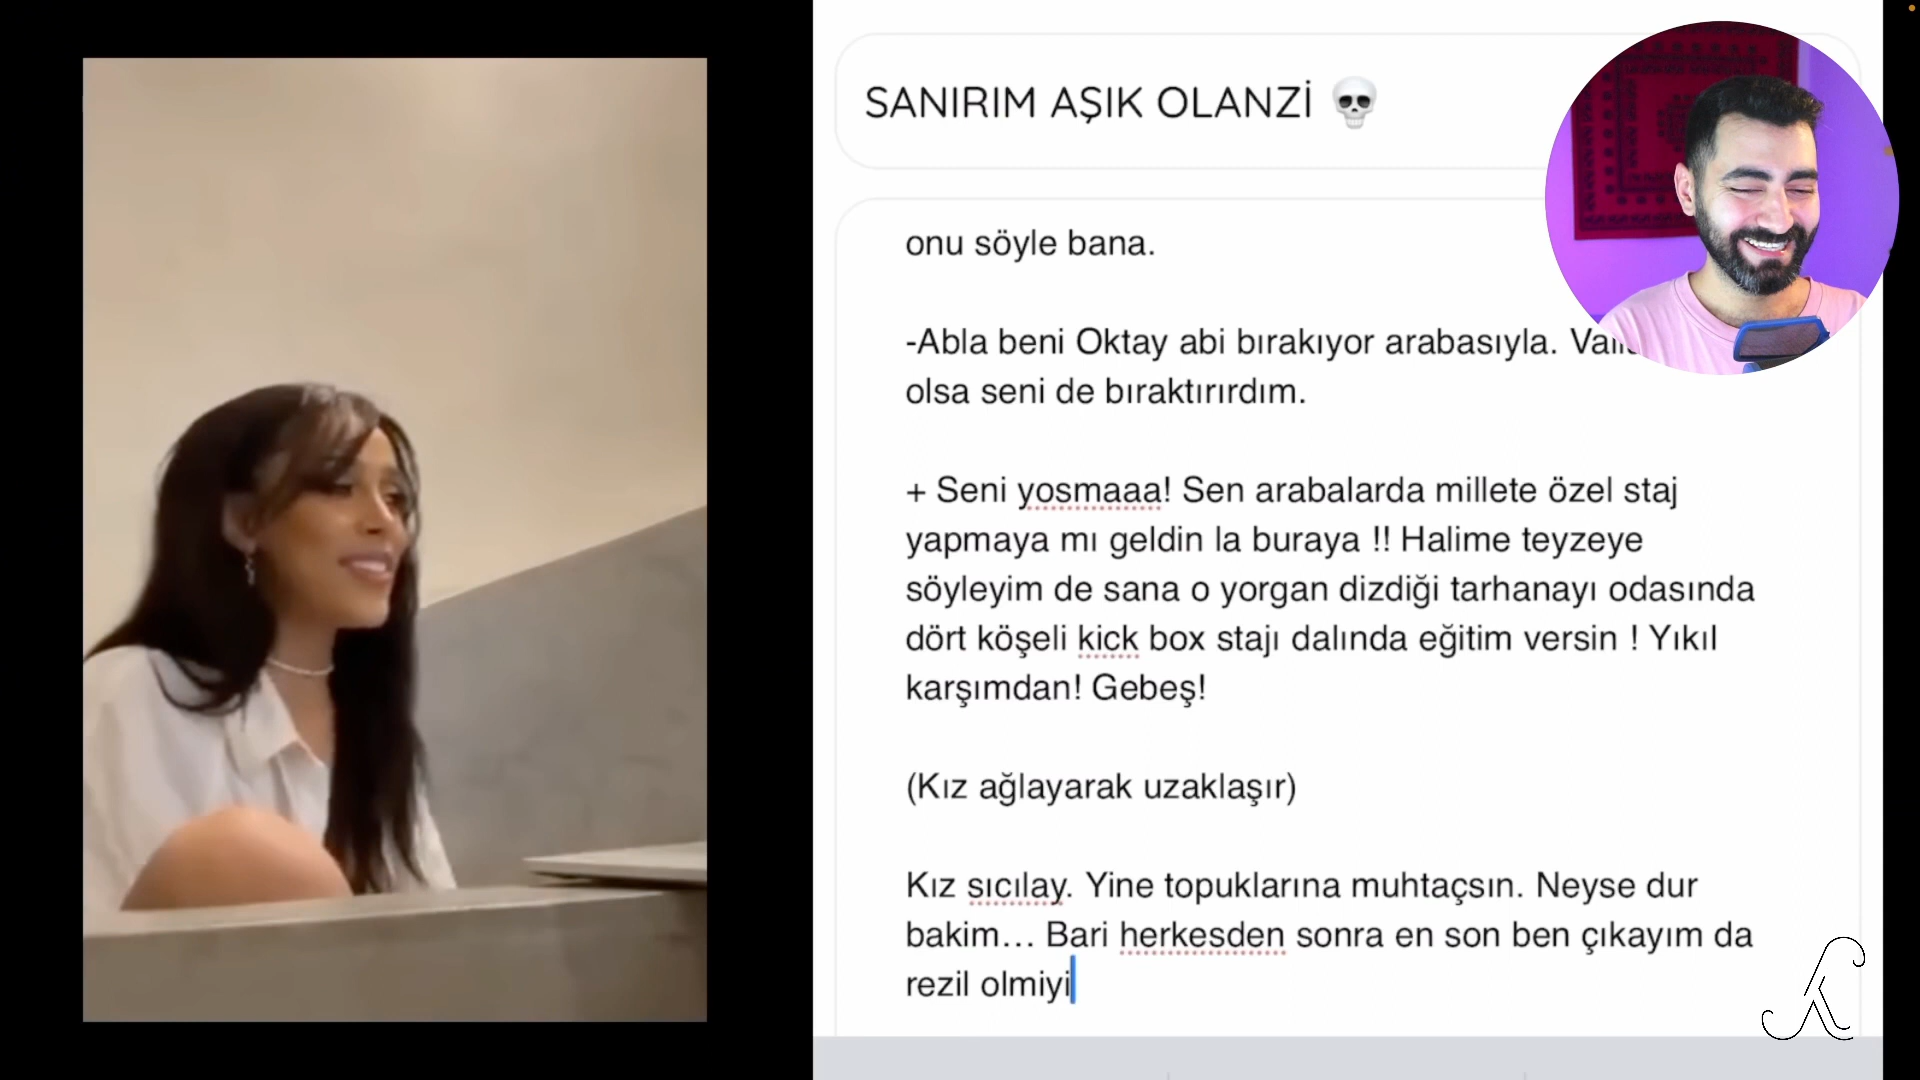 SANIRIM AŞIK OLANZİ 💀
onu söyle bana.
-Abla beni Oktay abi bırakıyor arabasıyla.
olsa seni de bıraktırırdım.
+ Seni yosmaaa! Sen arabalarda millete özel staj
yapmaya mı geldin la buraya !! Halime teyzeye
söyleyim de sana o yorgan dizdiği tarhanayı odasında
dört köşeli kick box stajı dalında eğitim versin ! Yıkıl
karşımdan! Gebeş!
(Kız ağlayarak uzaklaşır)
Kız sıcılay. Yine topuklarına muhtaçsın. Neyse dur
bakim... Bari herkesden sonra en son ben çıkayım da
rezil olmiyi